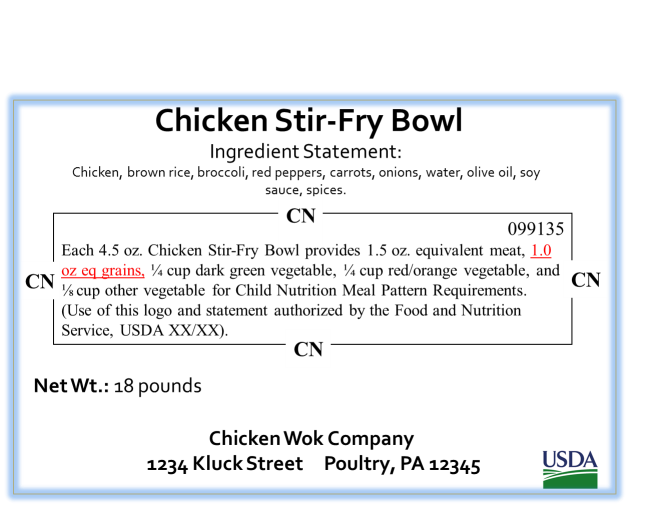 Chicken Stir-Fry Bowl
Ingredient Statement:
Chicken, brown rice, broccoli, red peppers, carrots, onions, water, olive oil, soy
sauce, spices.
CN
099135
Each 4.5 oz. Chicken Stir-Fry Bowl provides 1.5 oz. equivalent meat, 1.0
oz eq grains, ¼ cup dark green vegetable, ¼ cup red/orange vegetable, and
CN CN
⅛ cup other vegetable for Child Nutrition Meal Pattern Requirements.
(Use of this logo and statement authorized by the Food and Nutrition
Service, USDA XX/XX).
CN
Net Wt.: 18 pounds
Chicken Wok Company
1234 Kluck Street Poultry, PA 12345
USDA